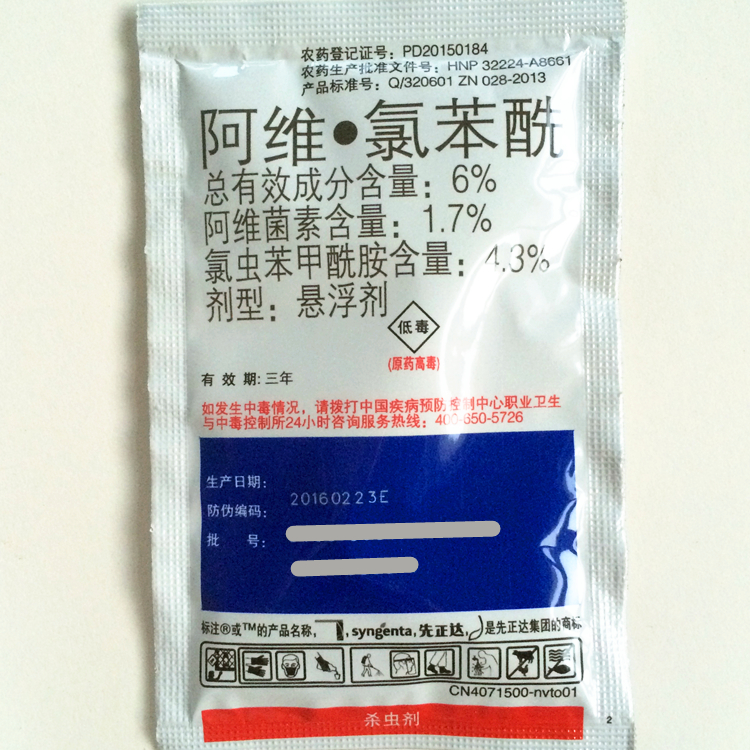 农药登记证号：PD20150184
农药生产批准文件号：HNP 32224-A8661
产品标准号：Q/320601 ZN 028-2013
阿维•氯苯酰
总有效成分含量：6%
阿维菌素含量：1.7%
氯虫苯甲酰胺含量：4.3%
剂型：悬浮剂
低毒
(原药高毒)
有效期:三年
如发生中毒情况，请拨打中国疾病预防控制中心职业卫生
与中毒控制所24小时咨询服务热线：400-650-5726
生产日期：
20160223E
防伪编码：
批号：
标注®或™的产品名称，
，syngenta，先正达，
是先正达集团的商标
CN4071500-nvto01
杀虫剂
2